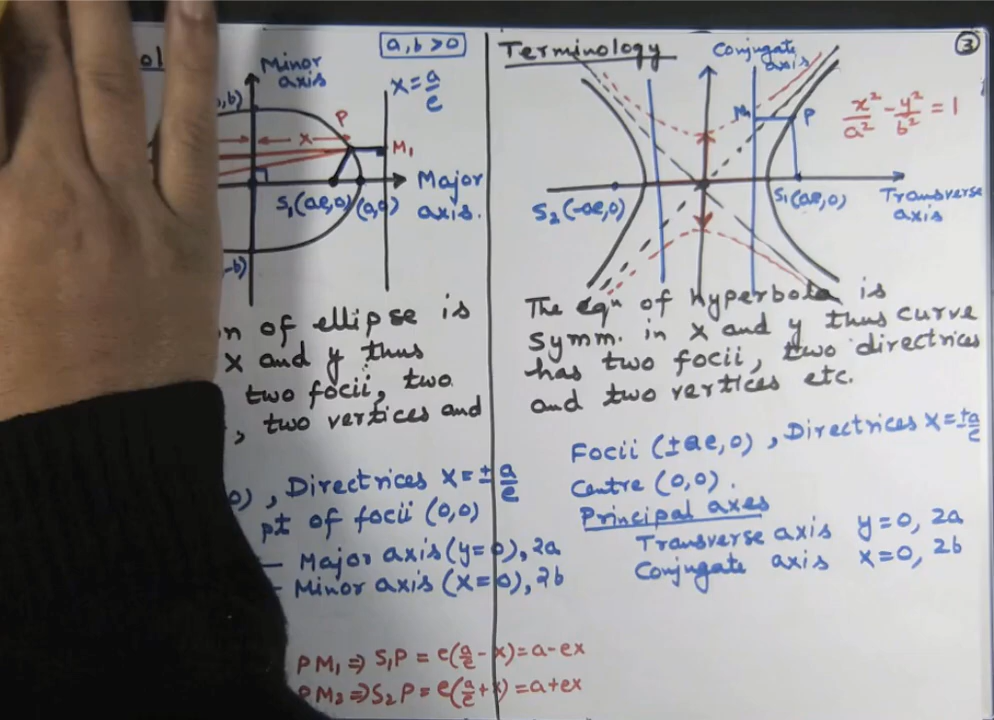 ol
a, b > 0
Minor
axis
x = a/e
, b)
P
x
M₁
S₁(ae, 0)
(a, 0)
Major
axis.
-b)
n of ellipse is
x and y thus
two focii, two
, two vertices and
0), Directrices x = ± a/e
pt of focii (0,0)
— Major axis (y=0), 2a
- Minor axis (x=0), 2b
PM₁ ⇒ S₁P = e(a/e - x) = a - ex
PM₂ ⇒ S₂P = e(a/e + x) = a + ex
Terminology
Conjugate
axis
3
M
P
x²/a² - y²/b² = 1
S₂(-ae, 0)
S₁(ae, 0)
Transverse
axis
The eqn of hyperbola is
symm. in x and y thus curve
has two focii, two directrices
and two vertices etc.
Focii (±ae, 0), Directrices x = ±a/e
Centre (0,0).
Principal axes
Transverse axis y=0, 2a
Conjugate axis x=0, 2b